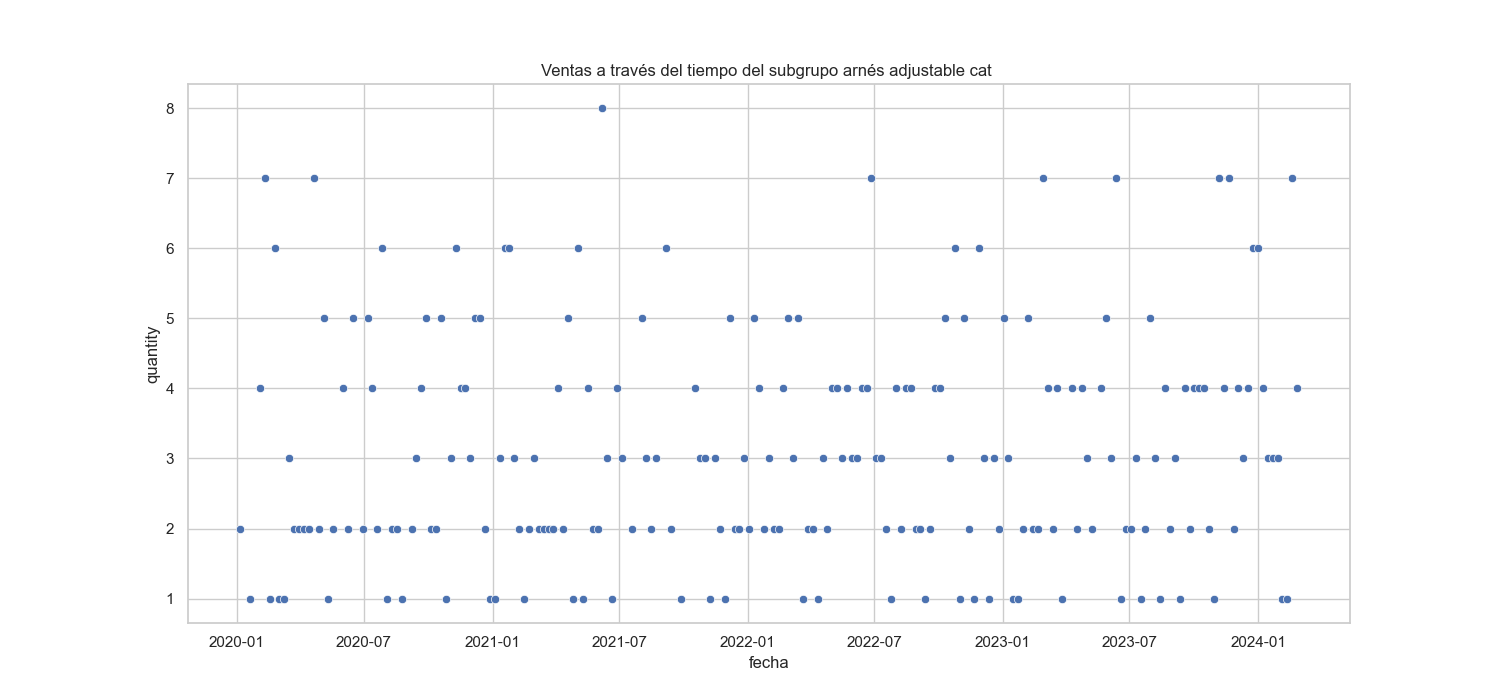 Ventas a través del tiempo del subgrupo arnés adjustable cat
quantity
8
7
6
5
4
3
2
1
2020-01 2020-07 2021-01 2021-07 2022-01 2022-07 2023-01 2023-07 2024-01
fecha